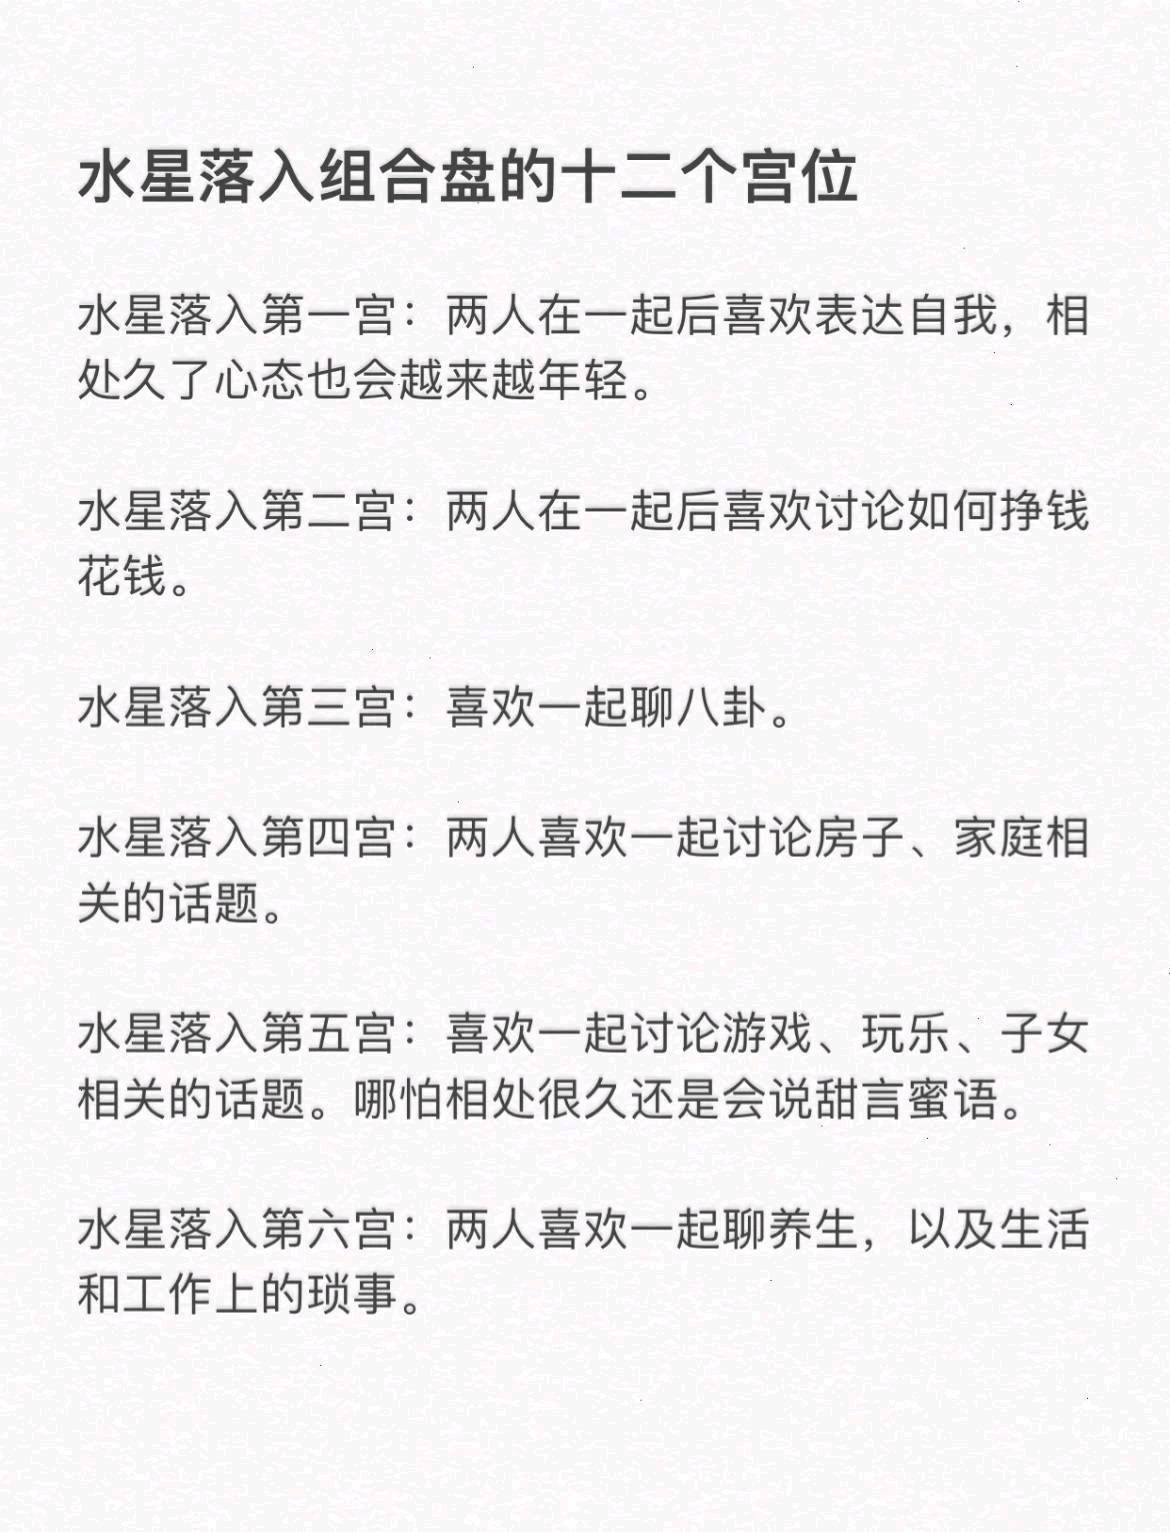 水星落入组合盘的十二个宫位
水星落入第一宫：两人在一起后喜欢表达自我，相
处久了心态也会越来越年轻。
水星落入第二宫：两人在一起后喜欢讨论如何挣钱
花钱。
水星落入第三宫：喜欢一起聊八卦。
水星落入第四宫：两人喜欢一起讨论房子、家庭相
关的话题。
水星落入第五宫：喜欢一起讨论游戏、玩乐、子女
相关的话题。哪怕相处很久还是会说甜言蜜语。
水星落入第六宫：两人喜欢一起聊养生，以及生活
和工作上的琐事。